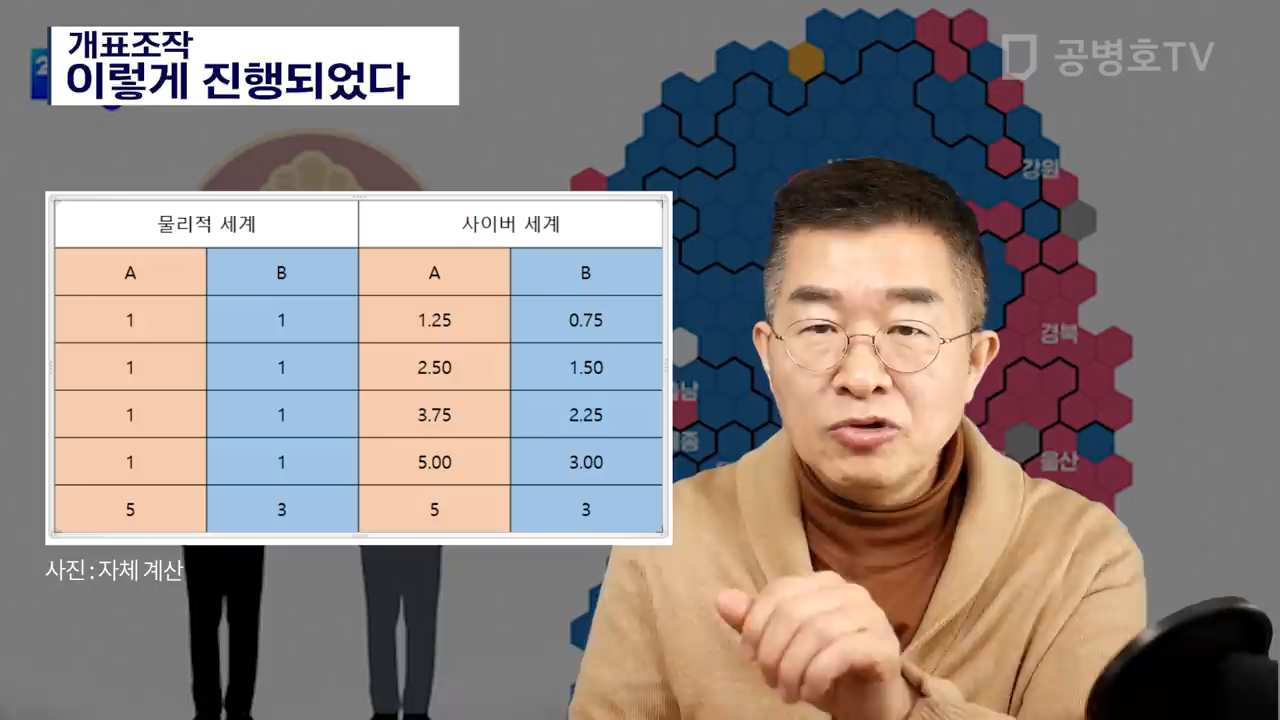 개표조작
이렇게 진행되었다
공병호TV
2
강원
물리적 세계 사이버 세계
A B A B
1 1 1.25 0.75
1 1 2.50 1.50
1 1 3.75 2.25
1 1 5.00 3.00
5 3 5 3
경북
울산
사진 : 자체 계산